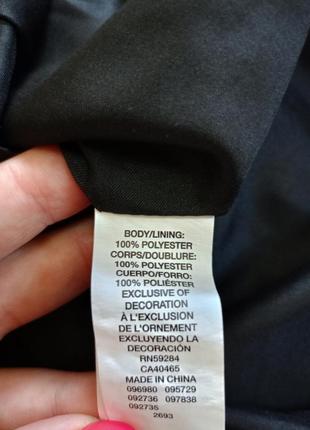 BODY/LINING:
100% POLYESTER
CORPS/DOUBLURE:
100% POLYESTER
CUERPO/FORRO:
100% POLIÉSTER
EXCLUSIVE OF
DECORATION
À L'EXCLUSION
DE L'ORNEMENT
EXCLUYENDO LA
DECORACIÓN
RN59284
CA40465
MADE IN CHINA
096980 095729
092736 097838
092735
2693